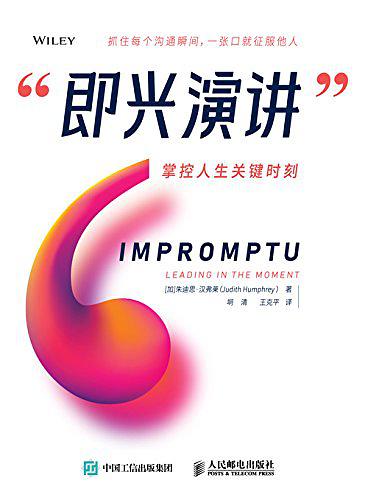 WILEY
抓住每个沟通瞬间，一张口就征服他人
“即兴演讲”
掌控人生关键时刻
IMPROMPTU
LEADING IN THE MOMENT
[加]朱迪思·汉弗莱（Judith Humphrey） 著
明 清 王克平 译
中国工信出版集团
人民邮电出版社
POSTS & TELECOM PRESS